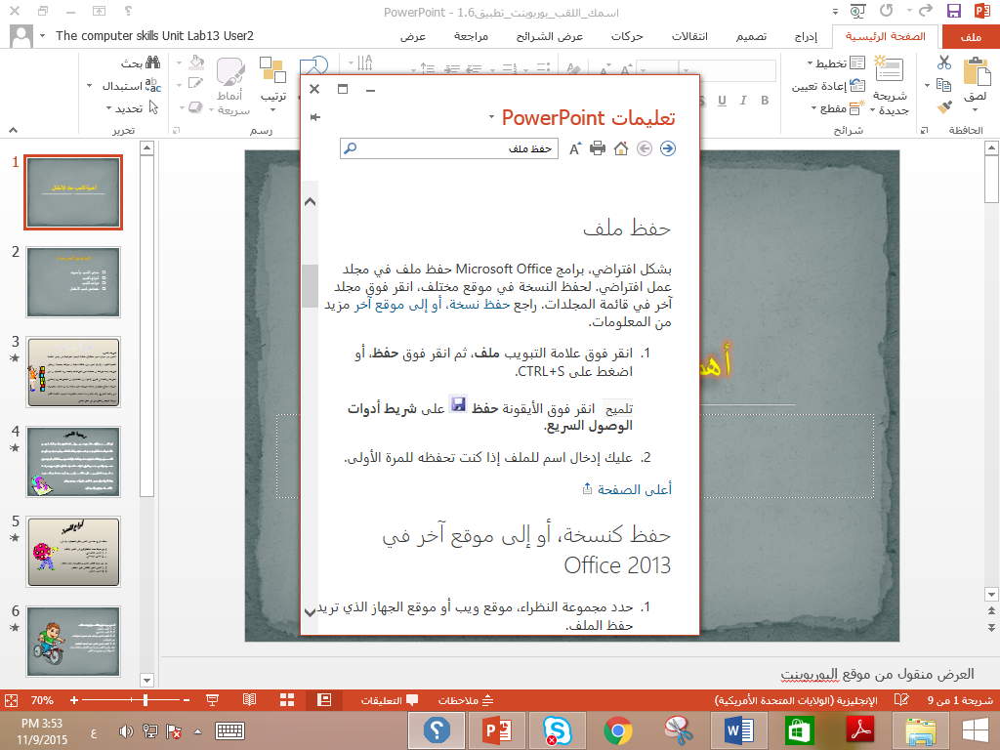 اسمك_اللقب_بوربوينت_تطبيق1.6 - PowerPoint
The computer skills Unit Lab13 User2
ملف
الصفحة الرئيسية
إدراج
تصميم
انتقالات
حركات
عرض الشرائح
مراجعة
عرض
لصق
الحافظة
شريحة جديدة
تخطيط
إعادة تعيين
مقطع
شرائح
B I U S
ترتيب
أنماط سريعة
رسم
بحث
استبدال
تحديد
تحرير
تعليمات PowerPoint
حفظ ملف
حفظ ملف
بشكل افتراضي، برامج Microsoft Office حفظ ملف في مجلد
عمل افتراضي. لحفظ النسخة في موقع مختلف، انقر فوق مجلد
آخر في قائمة المجلدات. راجع حفظ نسخة، أو إلى موقع آخر مزيد
من المعلومات.
1. انقر فوق علامة التبويب ملف، ثم انقر فوق حفظ، أو
اضغط على CTRL+S.
تلميح انقر فوق الأيقونة حفظ على شريط أدوات
الوصول السريع.
2. عليك إدخال اسم للملف إذا كنت تحفظه للمرة الأولى.
أعلى الصفحة
حفظ كنسخة، أو إلى موقع آخر في
Office 2013
1. حدد مجموعة النظراء، موقع ويب أو موقع الجهاز الذي تريد
حفظ الملف.
1
2
3
4
5
6
العرض منقول من موقع البوربوينت
شريحة 1 من 9
الإنجليزية (الولايات المتحدة الأمريكية)
ملاحظات
التعليقات
70%
ع
3:53 PM
11/9/2015